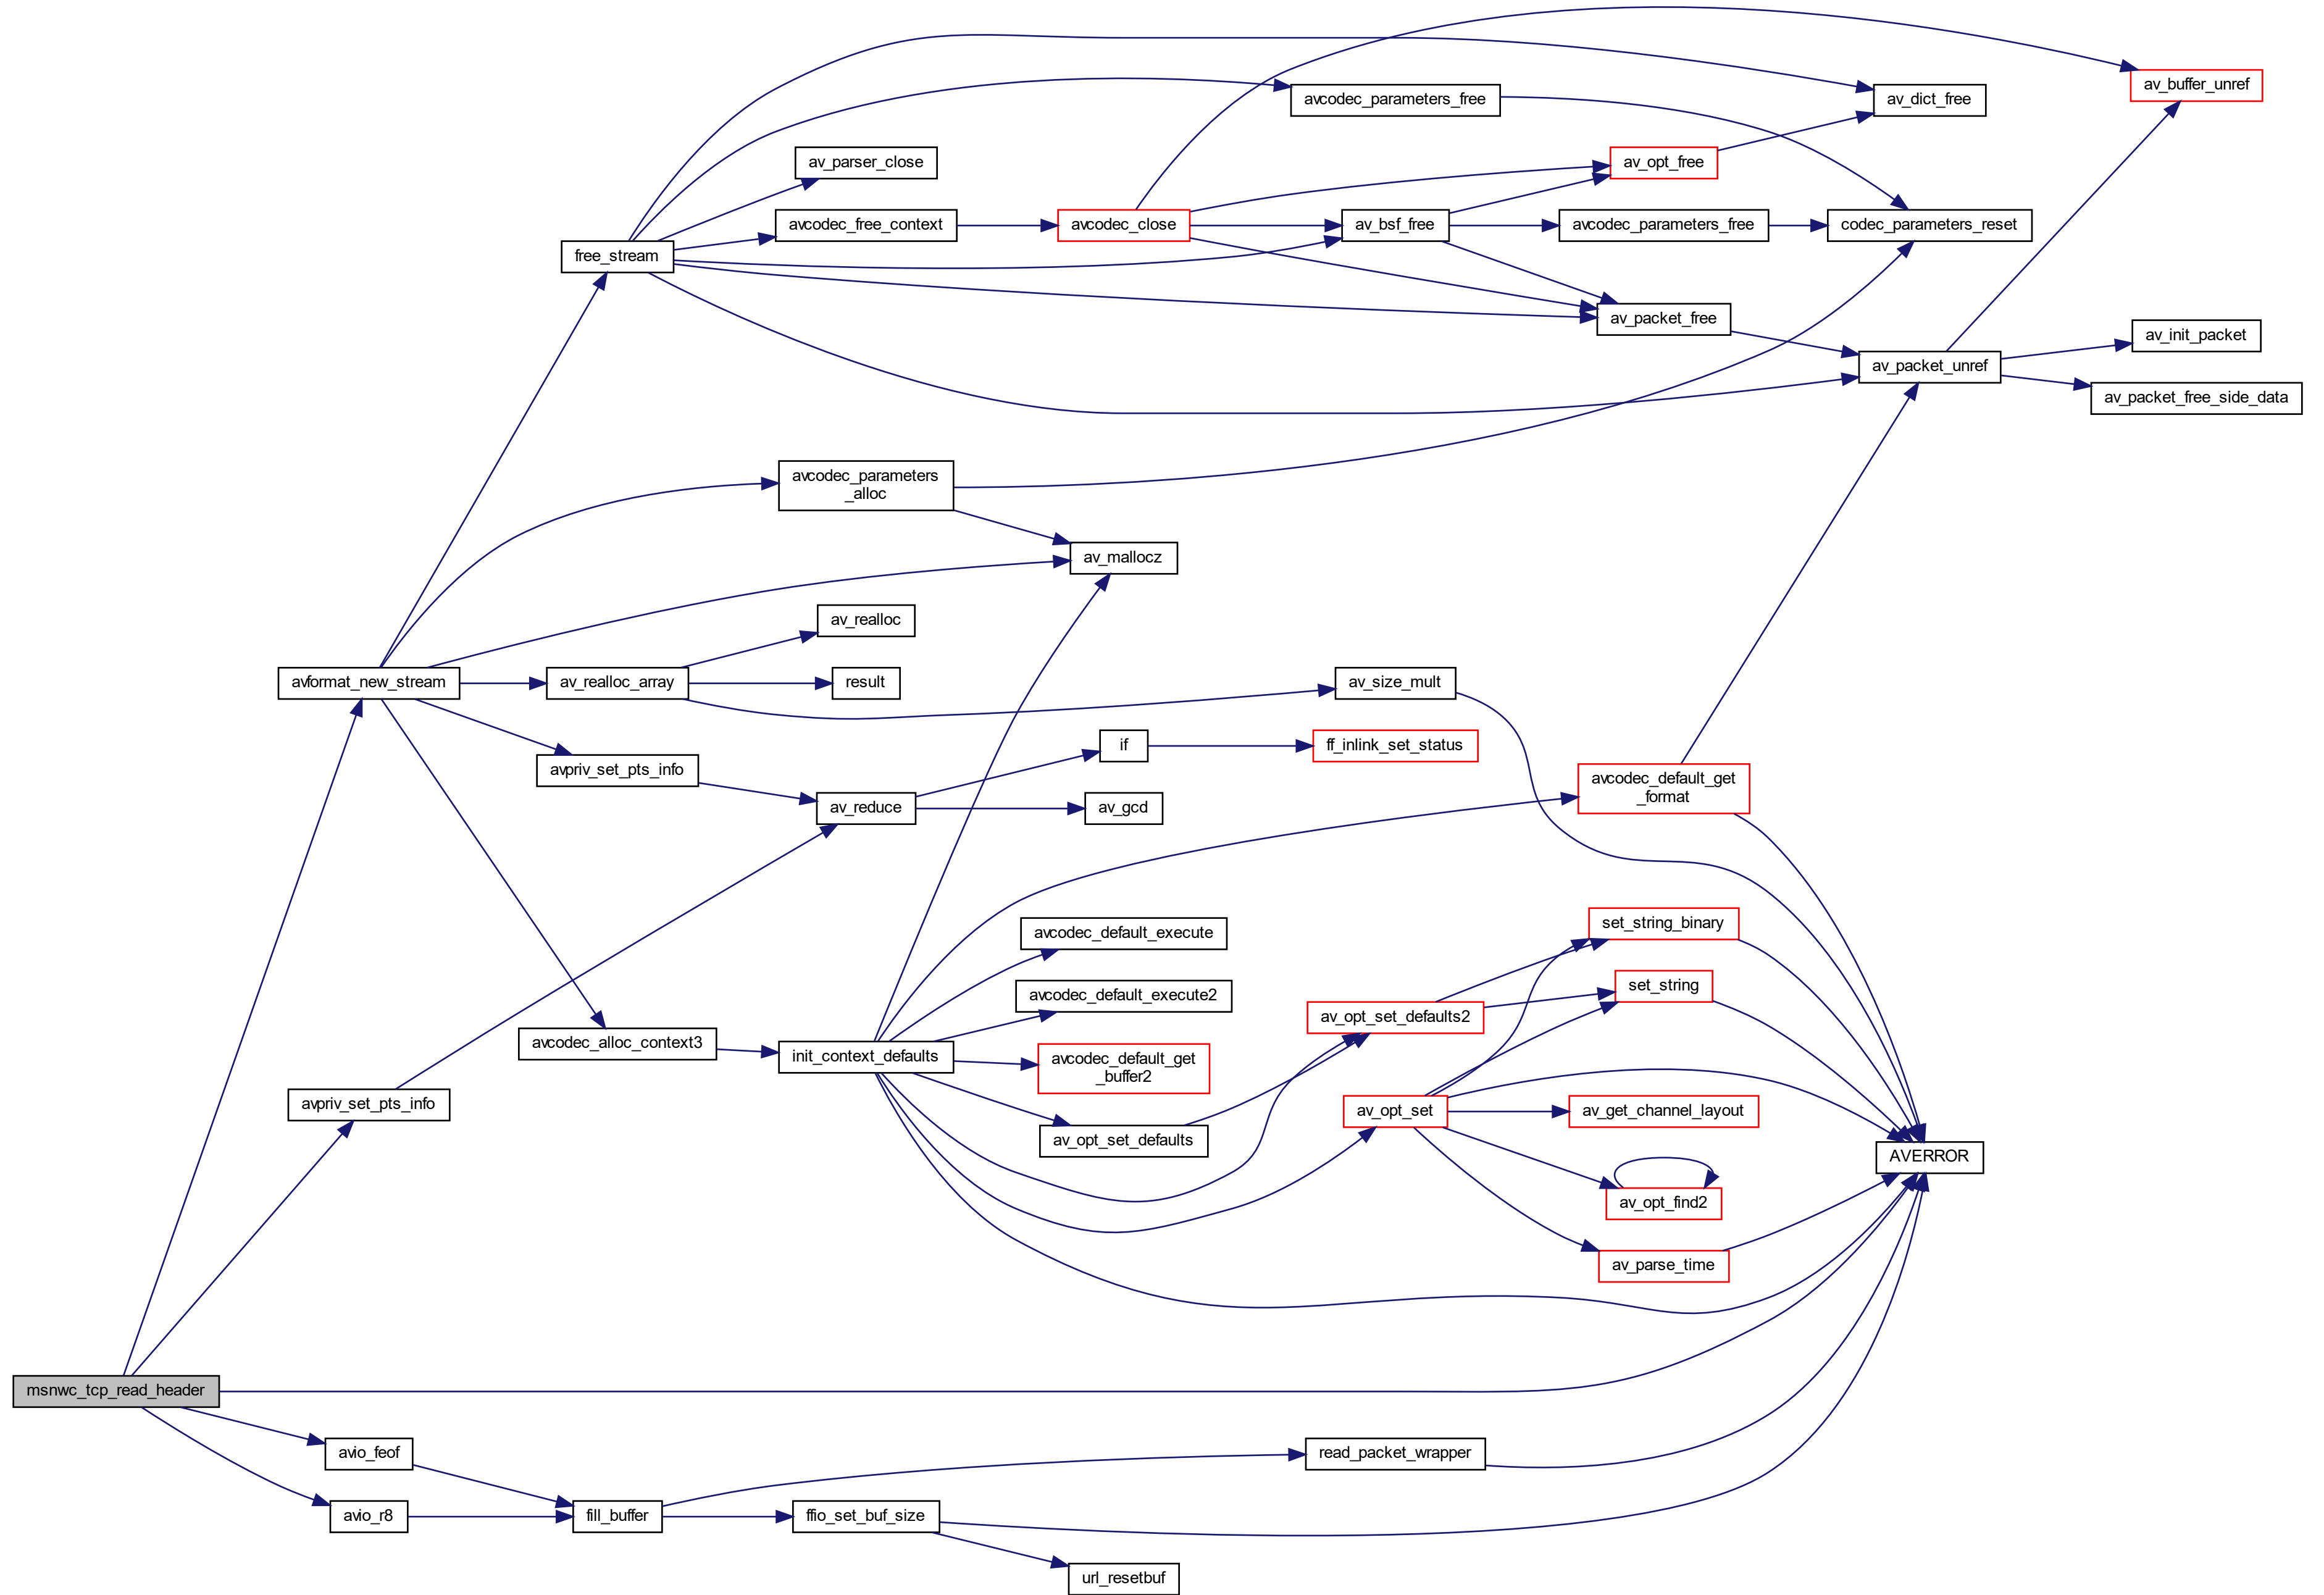 av_buffer_unref
avcodec_parameters_free
av_dict_free
av_parser_close
av_opt_free
avcodec_free_context
avcodec_close
av_bsf_free
avcodec_parameters_free
codec_parameters_reset
free_stream
av_packet_free
av_init_packet
av_packet_unref
av_packet_free_side_data
avcodec_parameters
_alloc
av_mallocz
av_realloc
avformat_new_stream
av_realloc_array
result
av_size_mult
if
ff_inlink_set_status
avpriv_set_pts_info
avcodec_default_get
_format
av_reduce
av_gcd
avcodec_default_execute
set_string_binary
avcodec_default_execute2
set_string
av_opt_set_defaults2
avcodec_alloc_context3
init_context_defaults
avcodec_default_get
_buffer2
avpriv_set_pts_info
av_opt_set
av_get_channel_layout
av_opt_set_defaults
AVERROR
av_opt_find2
av_parse_time
msnwc_tcp_read_header
avio_feof
read_packet_wrapper
avio_r8
fill_buffer
ffio_set_buf_size
url_resetbuf